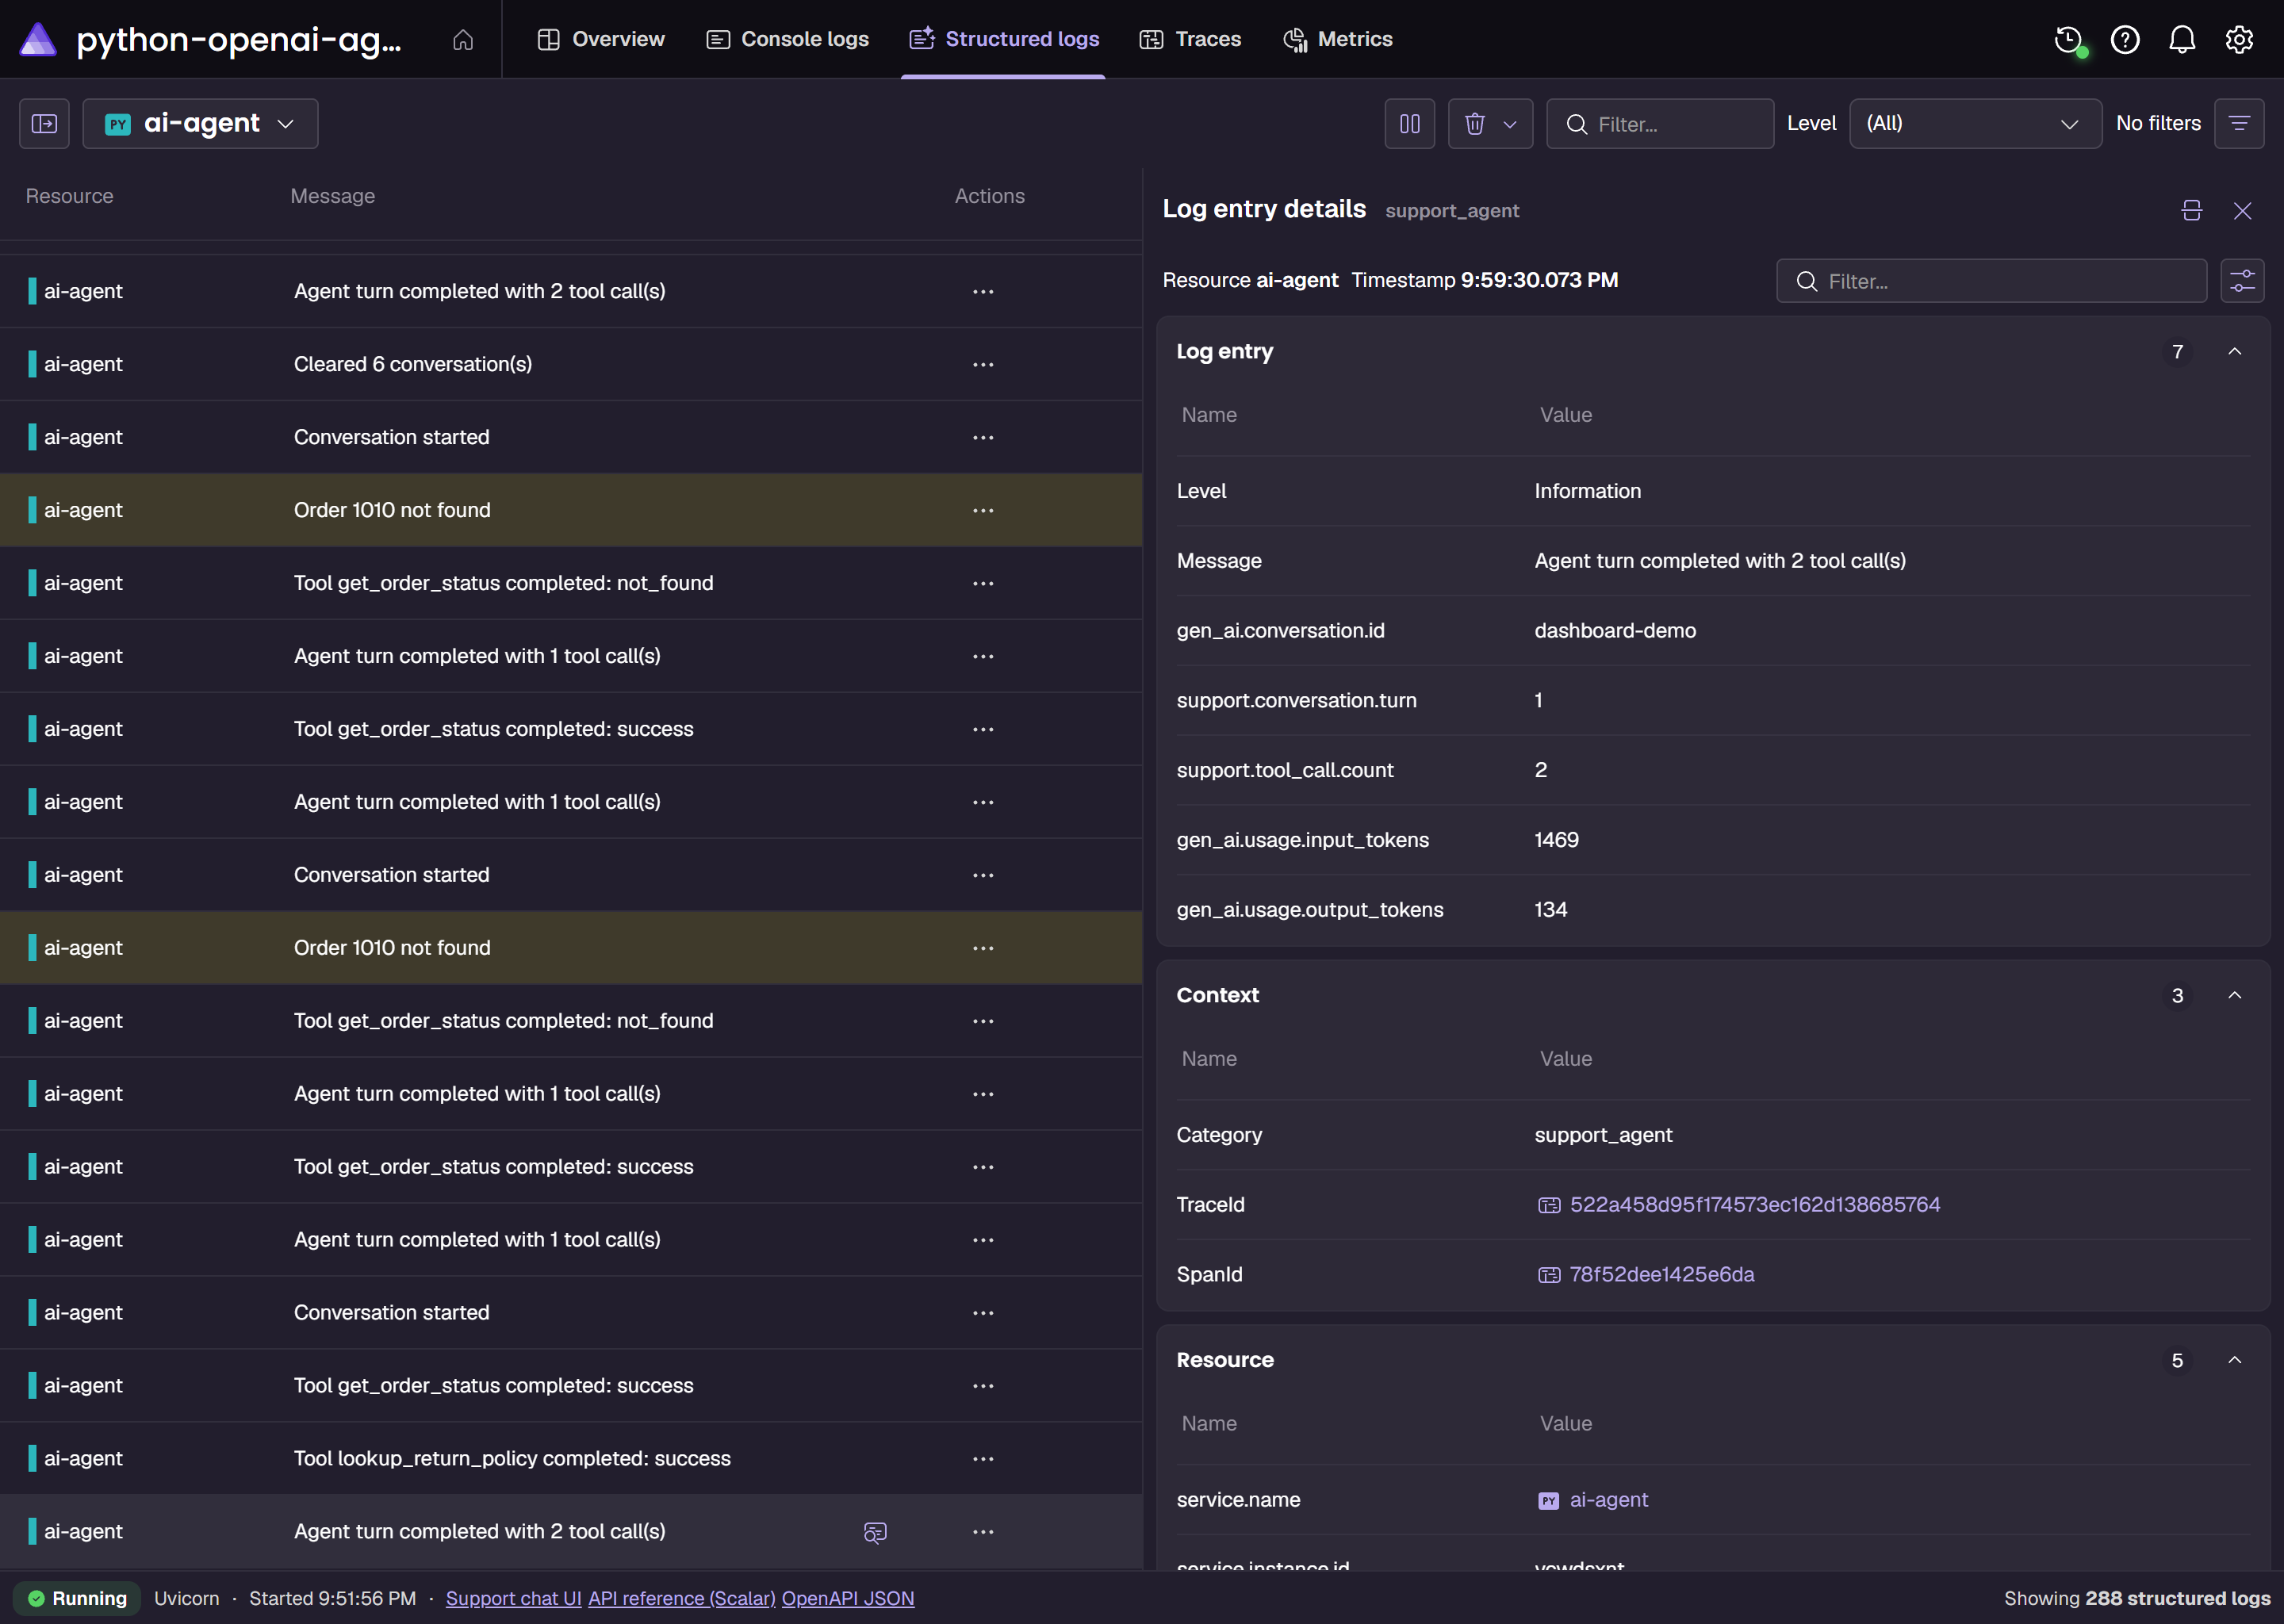 python-openai-ag...
Overview
Console logs
Structured logs
Traces
Metrics
PY ai-agent
Filter...
Level
(All)
No filters
Resource Message Actions
ai-agent Agent turn completed with 2 tool call(s)
ai-agent Cleared 6 conversation(s)
ai-agent Conversation started
ai-agent Order 1010 not found
ai-agent Tool get_order_status completed: not_found
ai-agent Agent turn completed with 1 tool call(s)
ai-agent Tool get_order_status completed: success
ai-agent Agent turn completed with 1 tool call(s)
ai-agent Conversation started
ai-agent Order 1010 not found
ai-agent Tool get_order_status completed: not_found
ai-agent Agent turn completed with 1 tool call(s)
ai-agent Tool get_order_status completed: success
ai-agent Agent turn completed with 1 tool call(s)
ai-agent Conversation started
ai-agent Tool get_order_status completed: success
ai-agent Tool lookup_return_policy completed: success
ai-agent Agent turn completed with 2 tool call(s)
Log entry details support_agent
Resource ai-agent Timestamp 9:59:30.073 PM
Filter...
Log entry 7
Name Value
Level Information
Message Agent turn completed with 2 tool call(s)
gen_ai.conversation.id dashboard-demo
support.conversation.turn 1
support.tool_call.count 2
gen_ai.usage.input_tokens 1469
gen_ai.usage.output_tokens 134
Context 3
Name Value
Category support_agent
TraceId 522a458d95f174573ec162d138685764
SpanId 78f52dee1425e6da
Resource 5
Name Value
service.name PY ai-agent
service.instance.id
Running Uvicorn · Started 9:51:56 PM · Support chat UI API reference (Scalar) OpenAPI JSON
Showing 288 structured logs